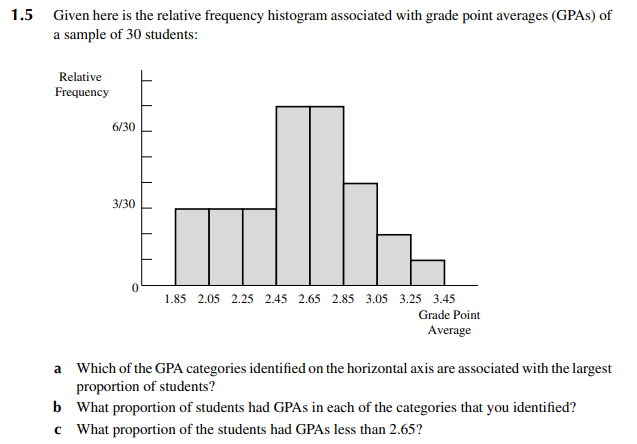 1.5 Given here is the relative frequency histogram associated with grade point averages (GPAs) of
a sample of 30 students:
Relative
Frequency
6/30
3/30
0
1.85 2.05 2.25 2.45 2.65 2.85 3.05 3.25 3.45
Grade Point
Average
a Which of the GPA categories identified on the horizontal axis are associated with the largest
proportion of students?
b What proportion of students had GPAs in each of the categories that you identified?
c What proportion of the students had GPAs less than 2.65?